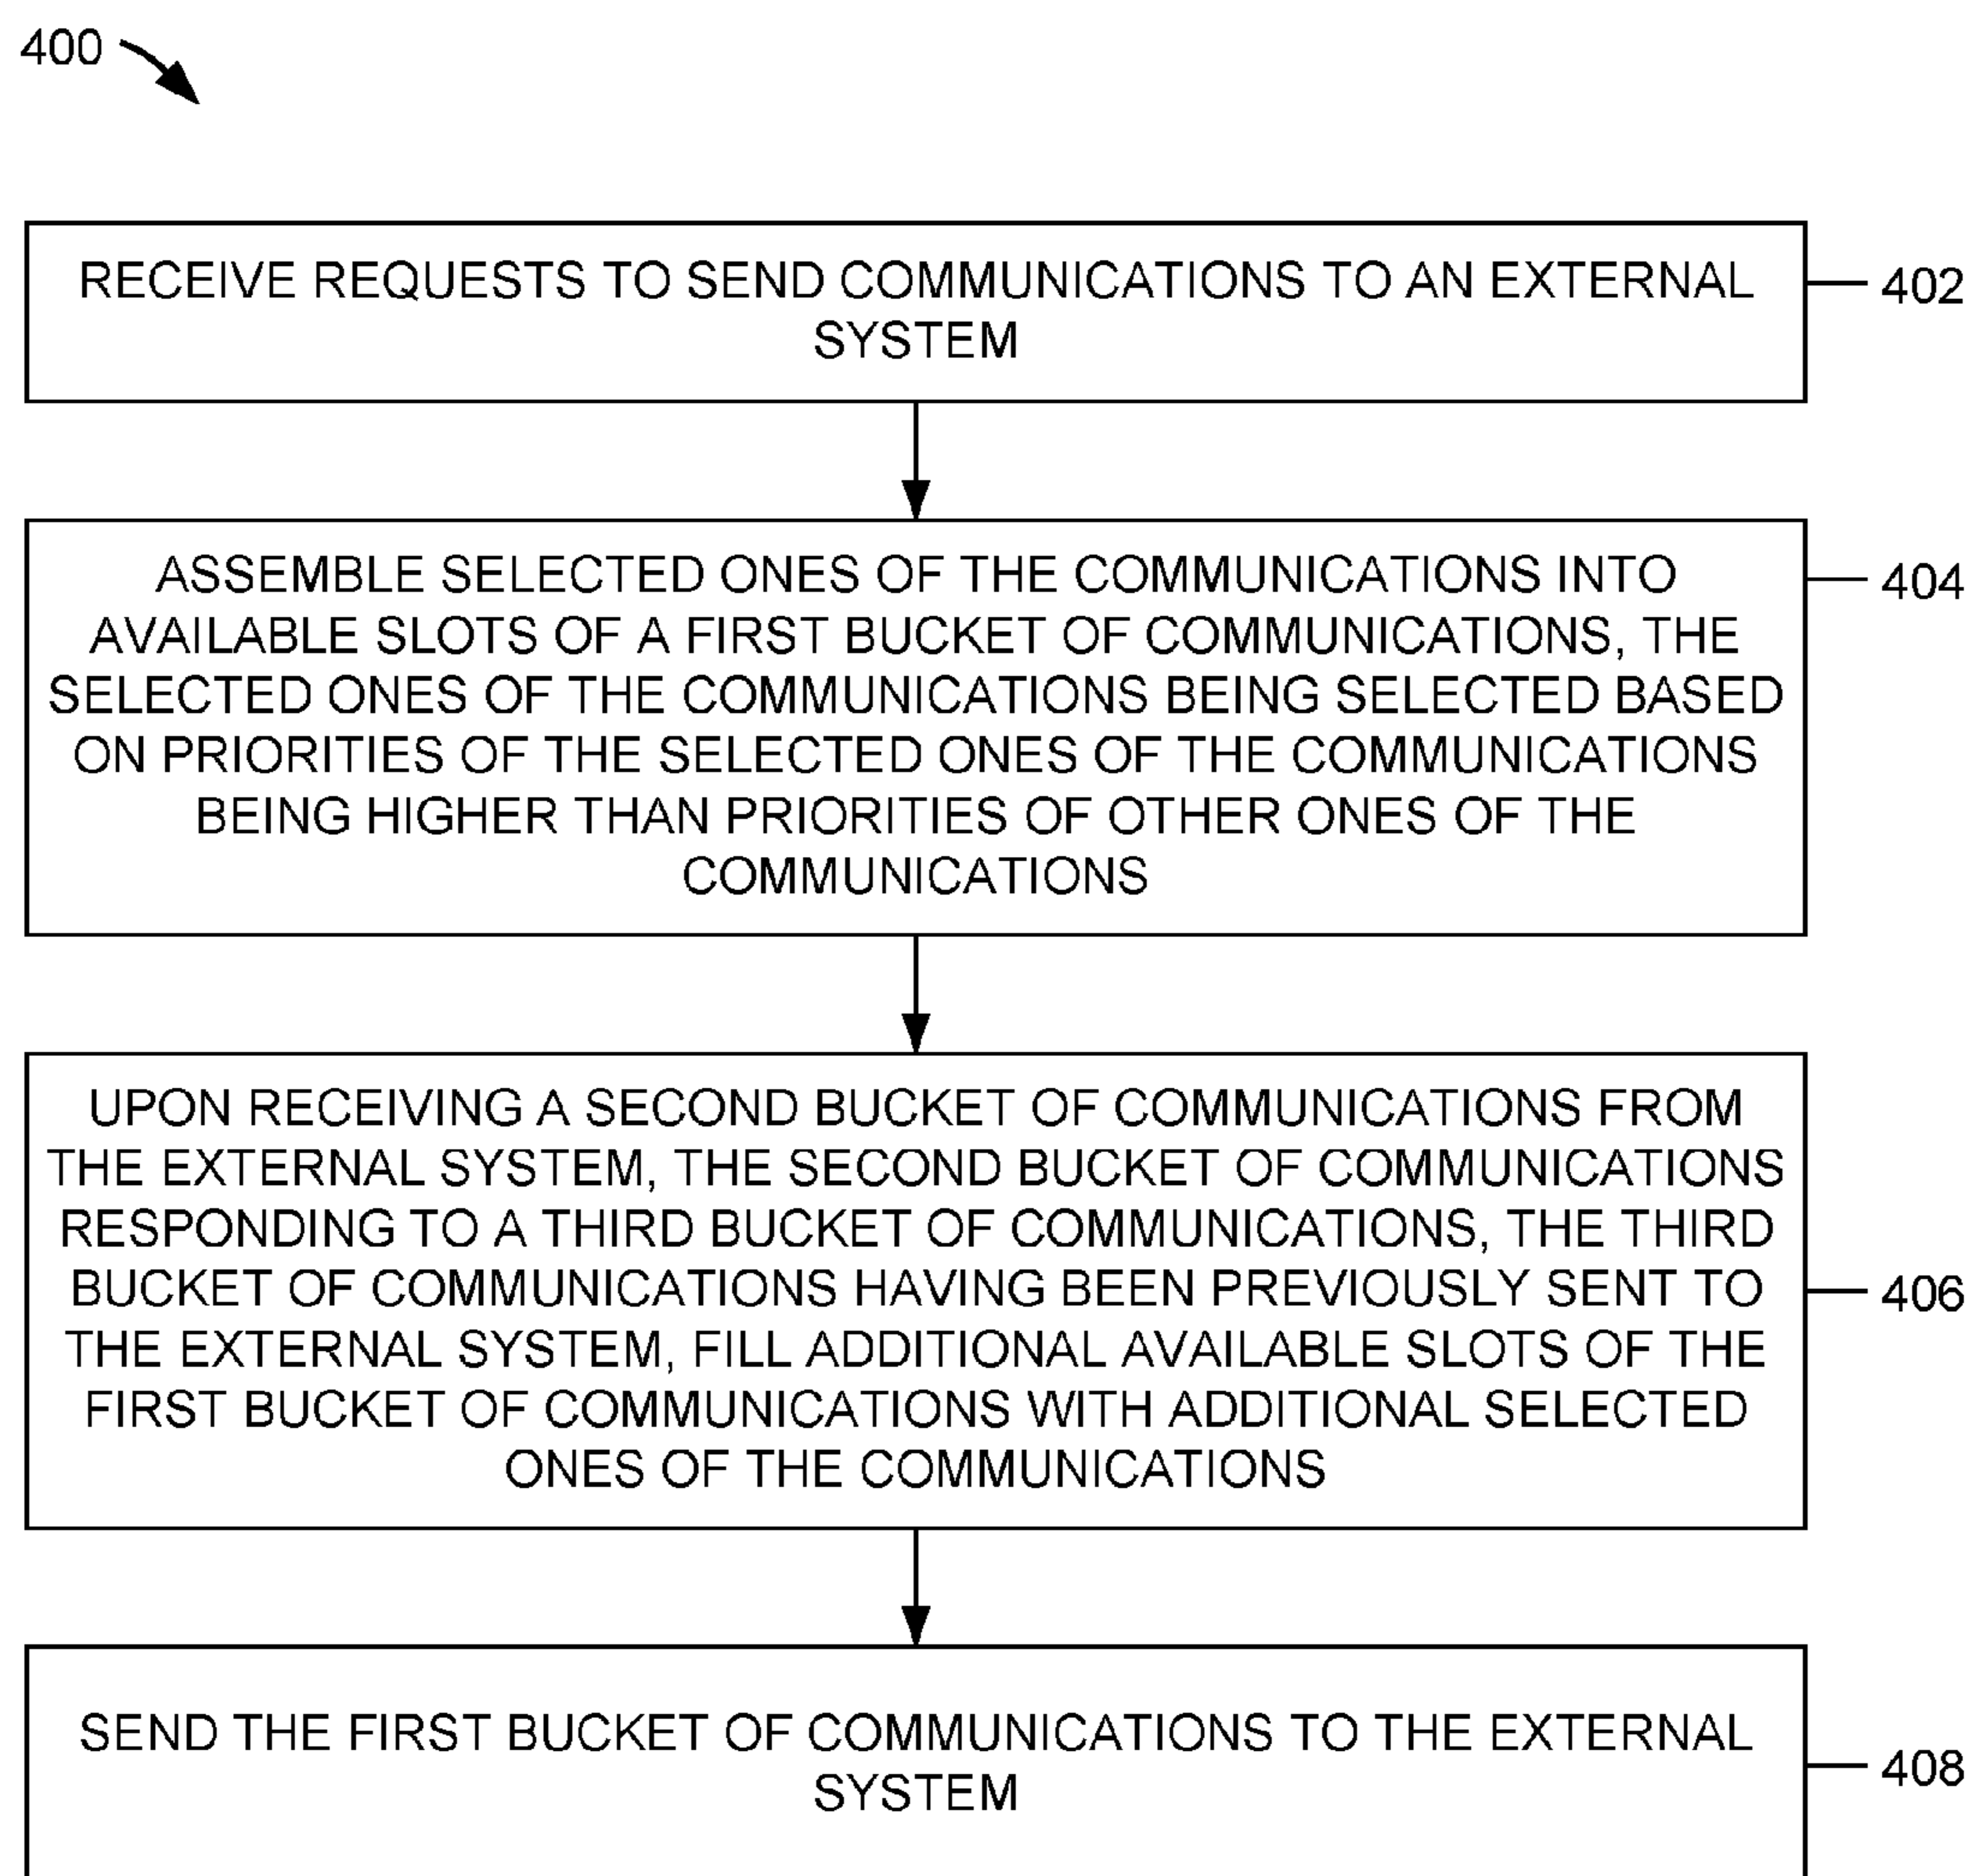 400
RECEIVE REQUESTS TO SEND COMMUNICATIONS TO AN EXTERNAL
SYSTEM
402
ASSEMBLE SELECTED ONES OF THE COMMUNICATIONS INTO
AVAILABLE SLOTS OF A FIRST BUCKET OF COMMUNICATIONS, THE
SELECTED ONES OF THE COMMUNICATIONS BEING SELECTED BASED
ON PRIORITIES OF THE SELECTED ONES OF THE COMMUNICATIONS
BEING HIGHER THAN PRIORITIES OF OTHER ONES OF THE
COMMUNICATIONS
404
UPON RECEIVING A SECOND BUCKET OF COMMUNICATIONS FROM
THE EXTERNAL SYSTEM, THE SECOND BUCKET OF COMMUNICATIONS
RESPONDING TO A THIRD BUCKET OF COMMUNICATIONS, THE THIRD
BUCKET OF COMMUNICATIONS HAVING BEEN PREVIOUSLY SENT TO
THE EXTERNAL SYSTEM, FILL ADDITIONAL AVAILABLE SLOTS OF THE
FIRST BUCKET OF COMMUNICATIONS WITH ADDITIONAL SELECTED
ONES OF THE COMMUNICATIONS
406
SEND THE FIRST BUCKET OF COMMUNICATIONS TO THE EXTERNAL
SYSTEM
408